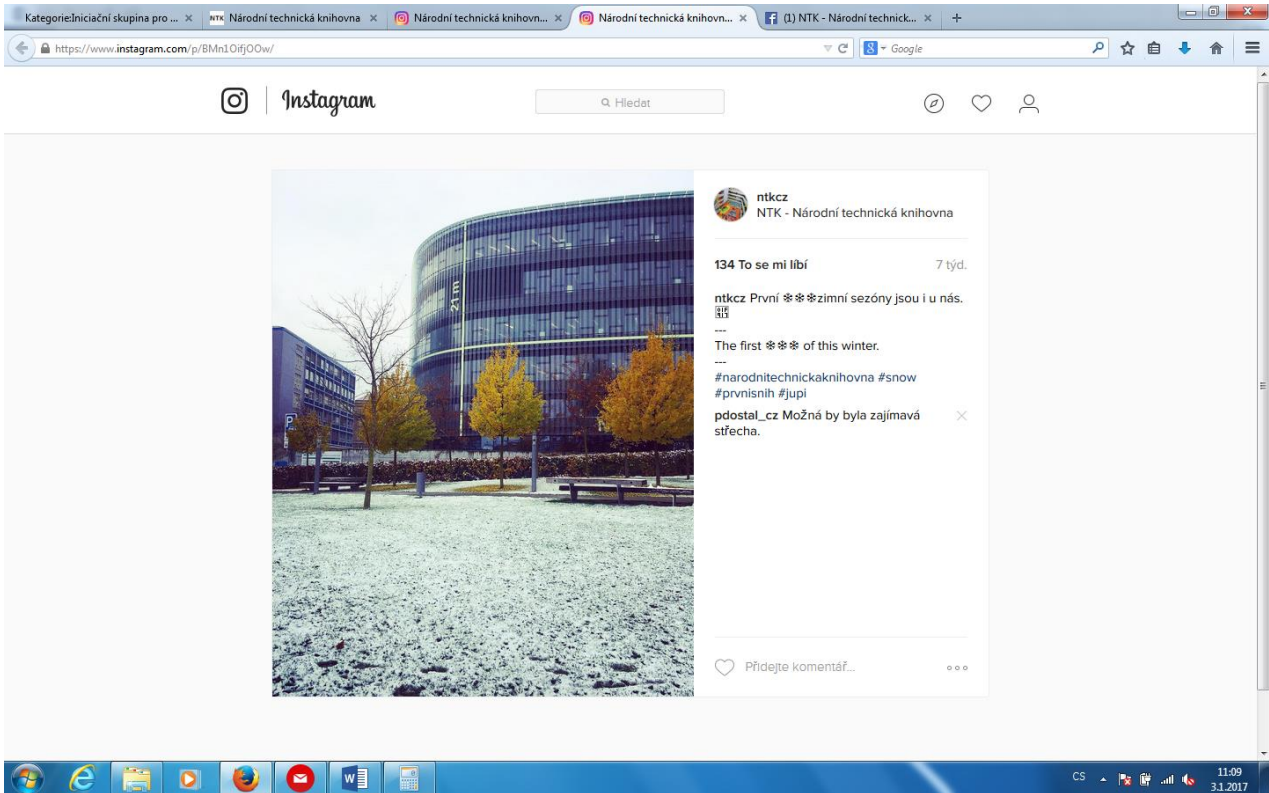 Kategorie:Iniciační skupina pro ...
NTK Národní technická knihovna
Národní technická knihovn...
Národní technická knihovn...
(1) NTK - Národní technick...
https://www.instagram.com/p/BMn1OifjOOw/
8 Google
Instagram
Hledat
21 m
P
ntkcz
NTK - Národní technická knihovna
134 To se mi líbí
7 týd.
ntkcz První ❄❄❄zimní sezóny jsou i u nás.
---
The first ❄❄❄ of this winter.
---
#narodnitechnickaknihovna #snow
#prvnisnih #jupi
pdostal_cz Možná by byla zajímavá
střecha.
Přidejte komentář...
CS
11:09
3.1.2017